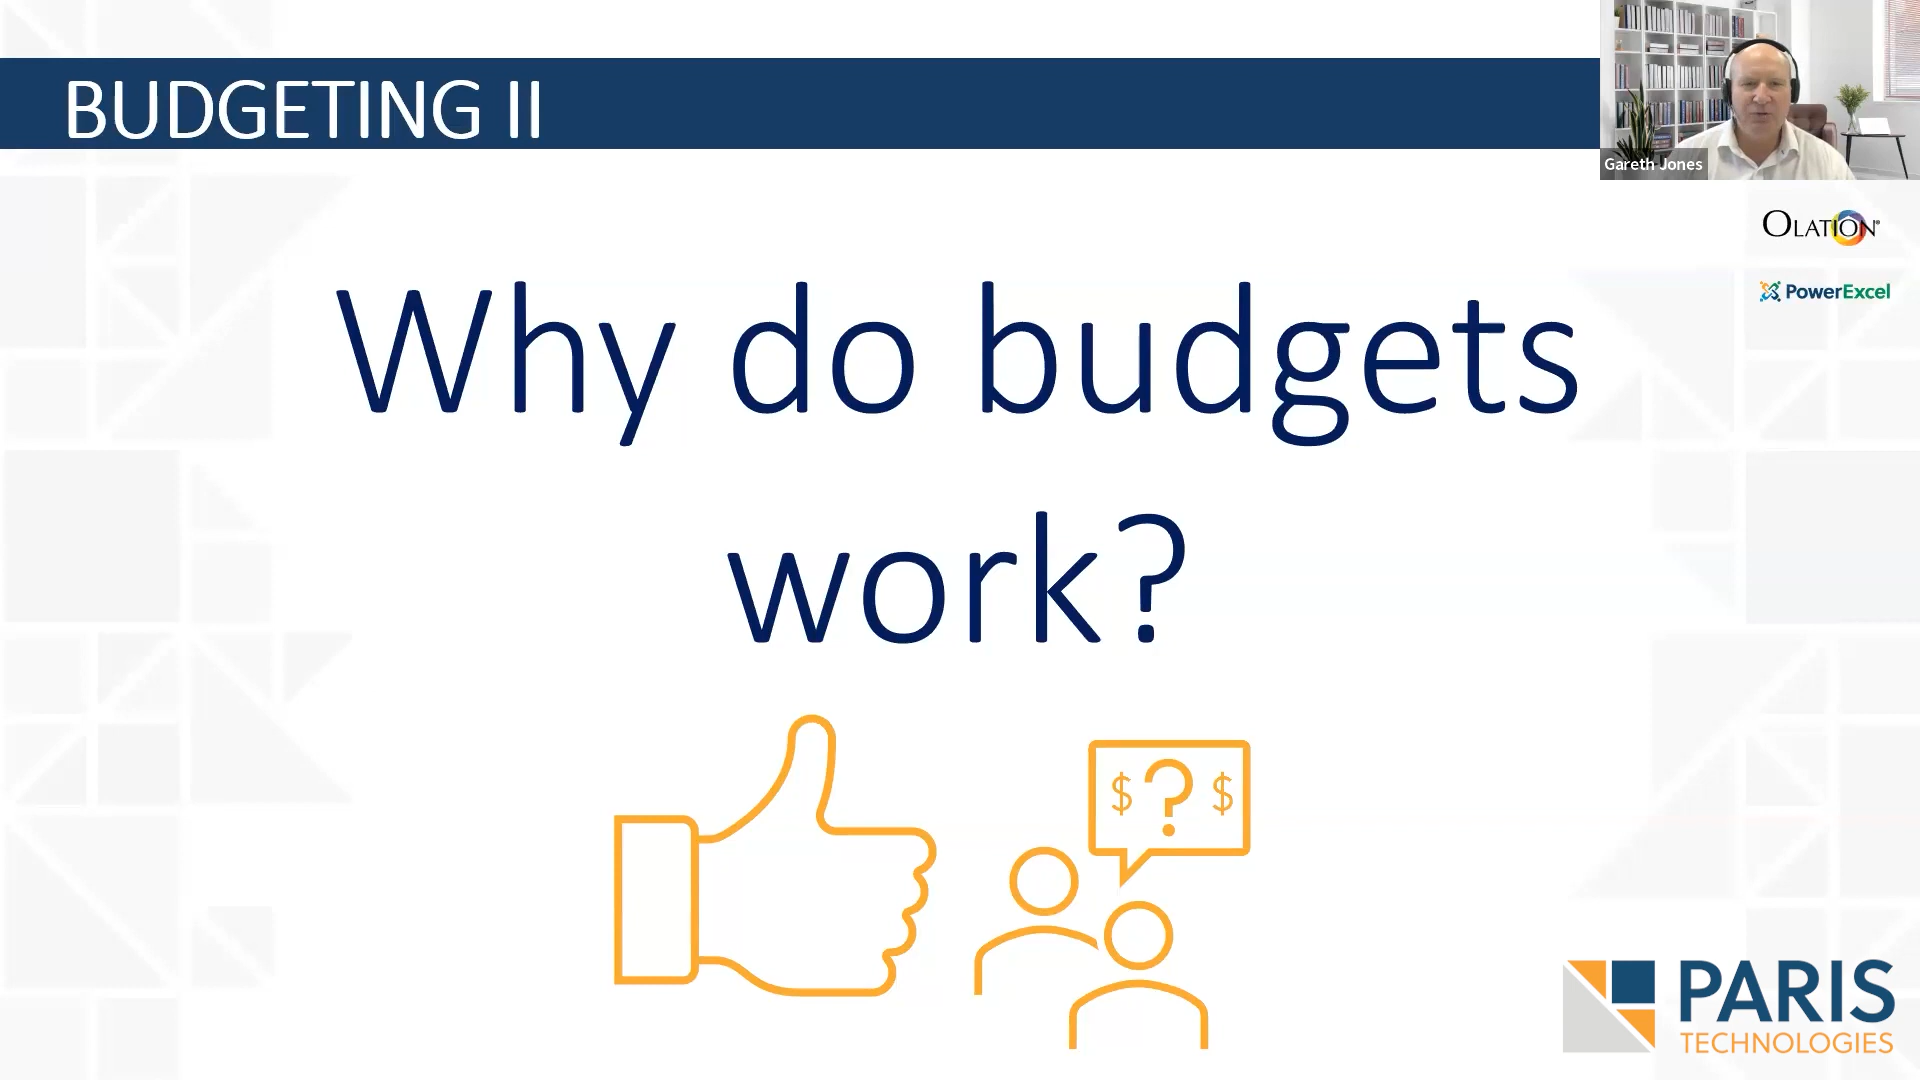 BUDGETING II
Gareth Jones
OLATION®
PowerExcel
Why do budgets
work?
$ ? $
PARIS
TECHNOLOGIES